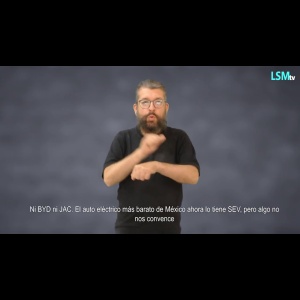 LSMtv
Ni BYD ni JAC. El auto eléctrico más barato de México ahora lo tiene SEV, pero algo no
nos convence